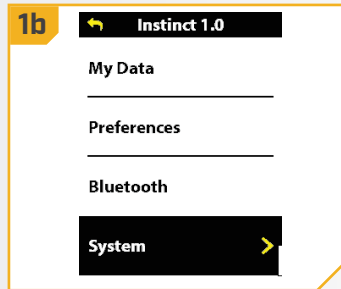 1b
Instinct 1.0
My Data
Preferences
Bluetooth
System